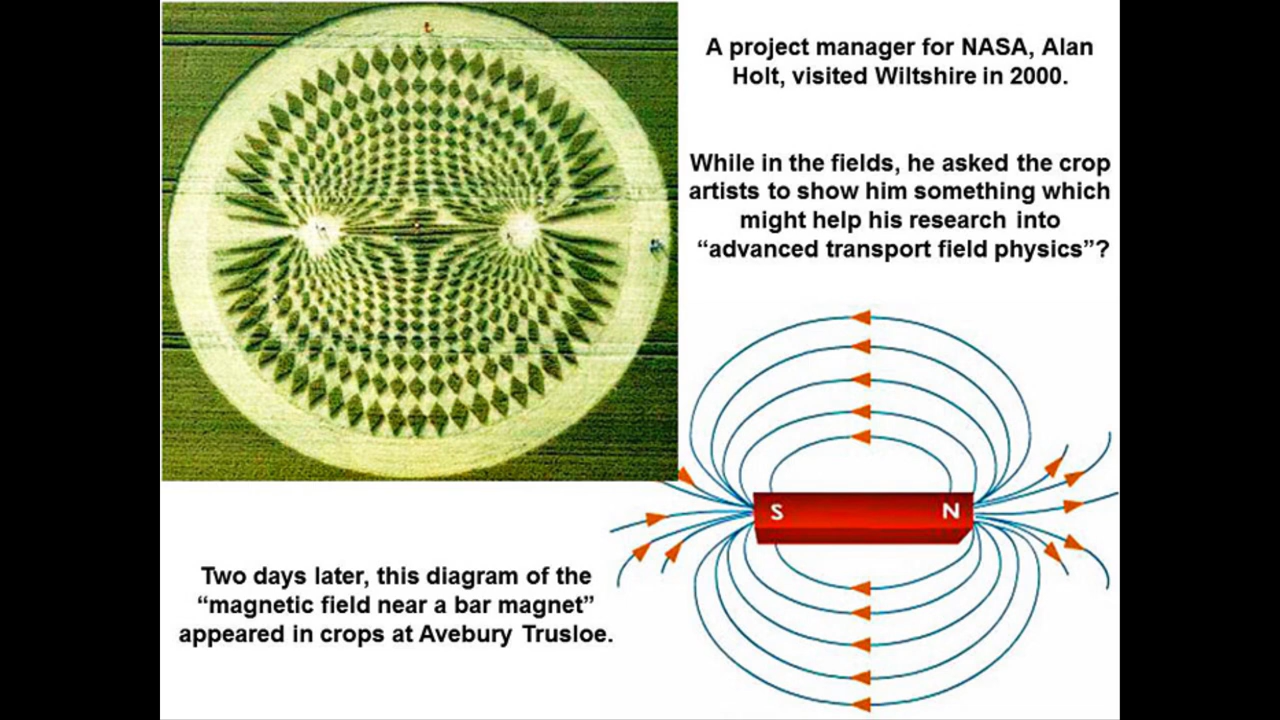 A project manager for NASA, Alan
Holt, visited Wiltshire in 2000.
While in the fields, he asked the crop
artists to show him something which
might help his research into
“advanced transport field physics”?
S
N
Two days later, this diagram of the
“magnetic field near a bar magnet”
appeared in crops at Avebury Trusloe.